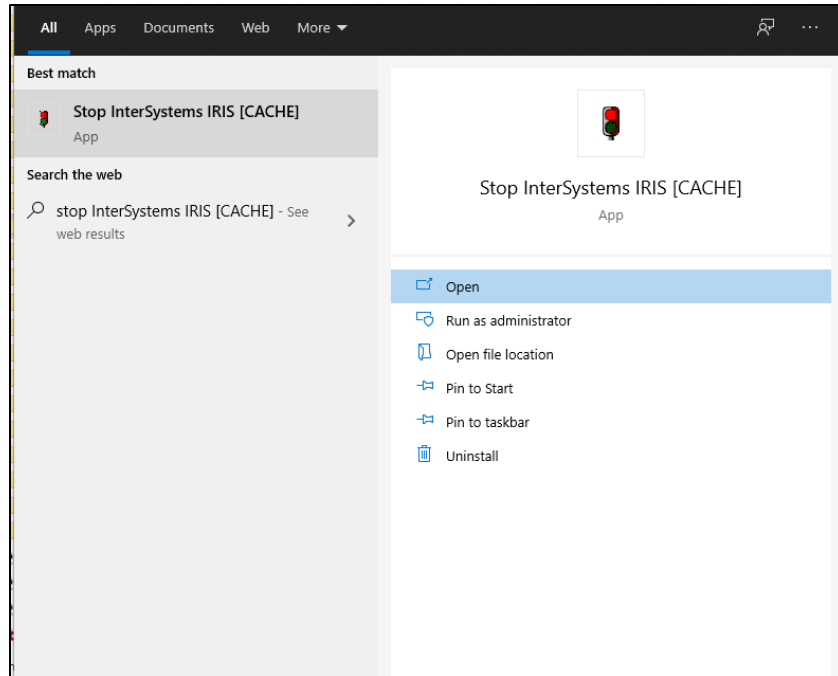 All Apps Documents Web More
Best match
Stop InterSystems IRIS [CACHE]
App
Search the web
stop InterSystems IRIS [CACHE] - See
web results
Stop InterSystems IRIS [CACHE]
App
Open
Run as administrator
Open file location
Pin to Start
Pin to taskbar
Uninstall